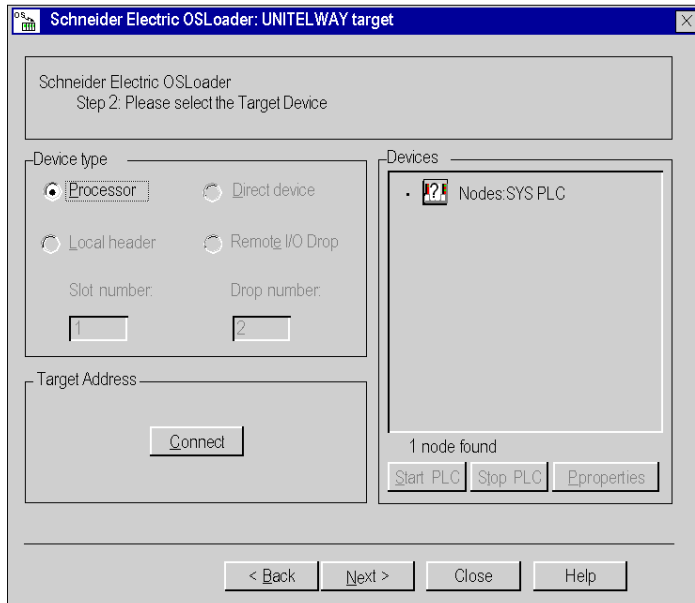 OS
Schneider Electric OSLoader: UNITELWAY target
Schneider Electric OSLoader
Step 2: Please select the Target Device
Device type
Processor
Direct device
Local header
Remote I/O Drop
Slot number:
Drop number:
1
2
Target Address
Connect
Devices
Nodes:SYS PLC
1 node found
Start PLC
Stop PLC
Pproperties
< Back
Next >
Close
Help